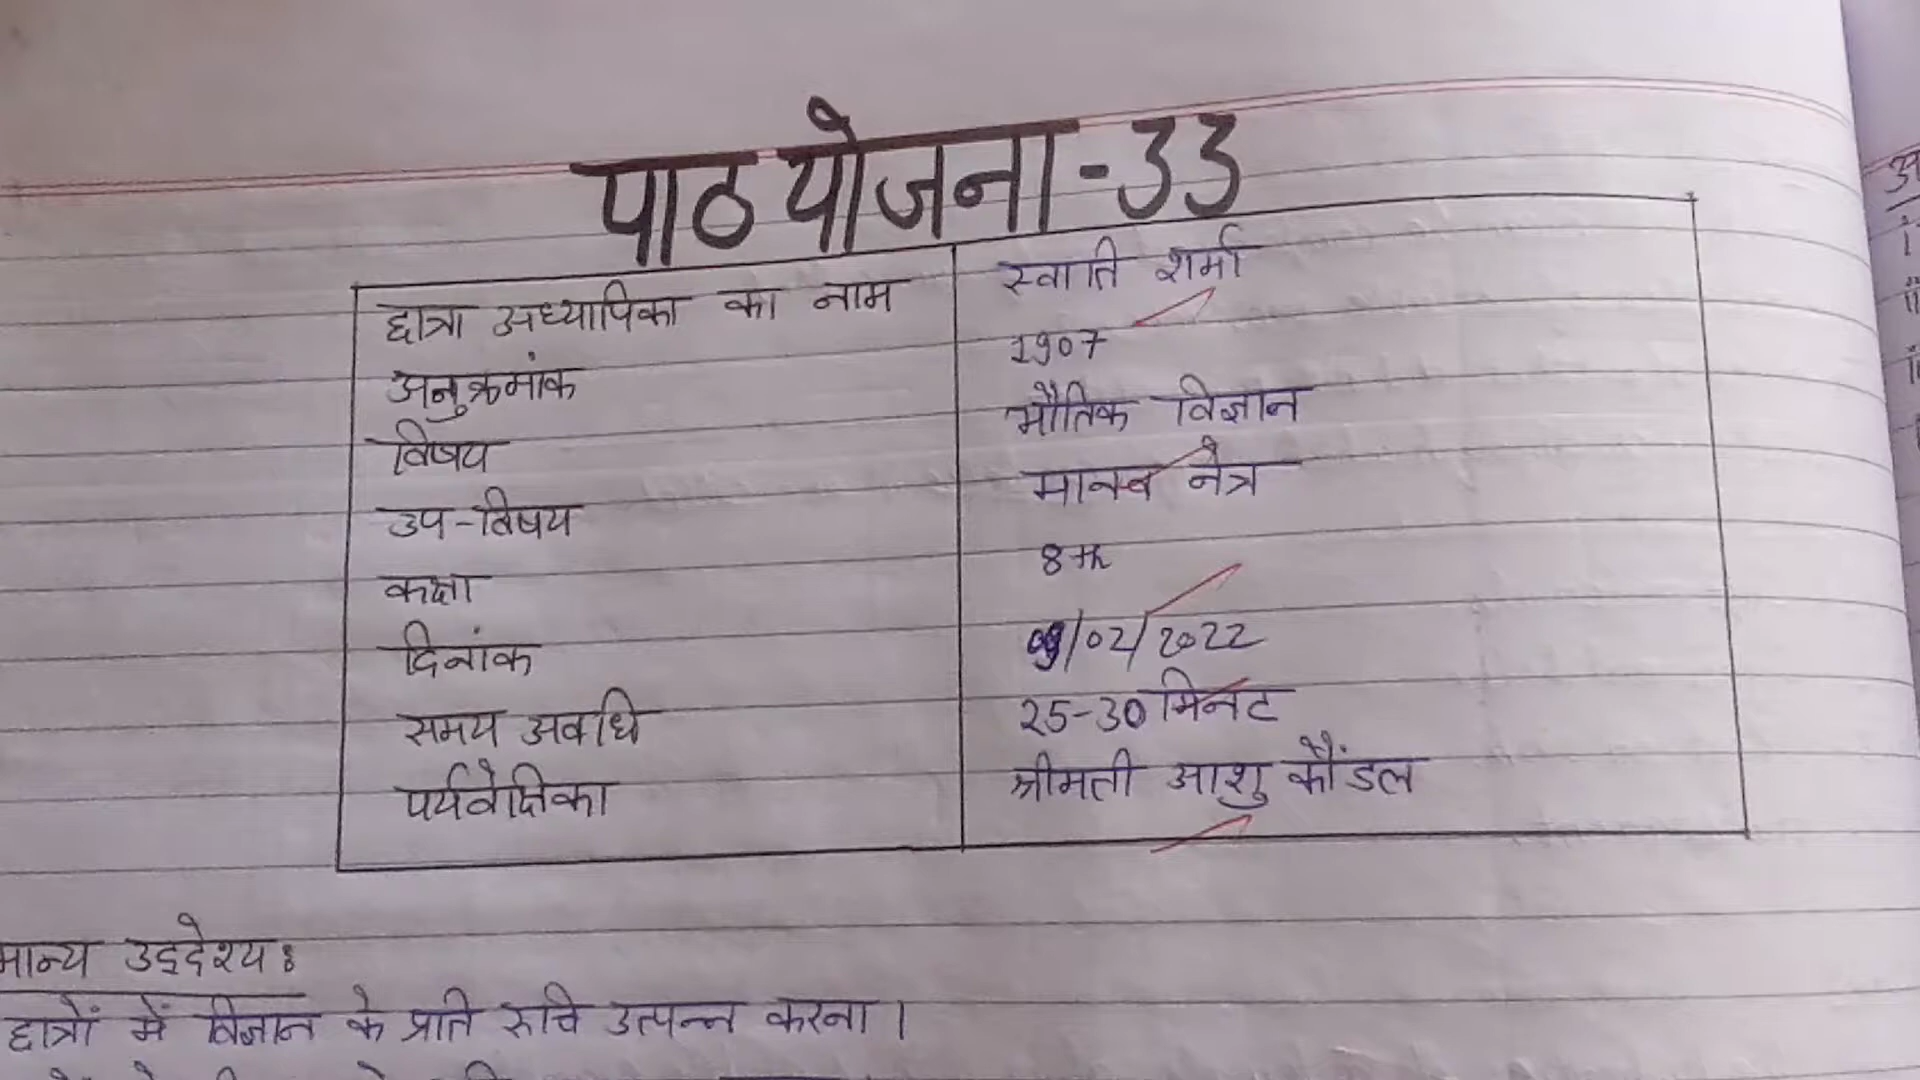 पाठ योजना-33
छात्रा अध्यापिका का नाम स्वाति शर्मा
अनुक्रमांक 1907
विषय भौतिक विज्ञान
उप-विषय मानव नेत्र
कक्षा 8th
दिनांक 09/02/2022
समय अवधि 25-30 मिनट
पर्यवेक्षिका श्रीमती आशु कौंडल
मान्य उद्देश्य:
छात्रों में विज्ञान के प्रति रुचि उत्पन्न करना।